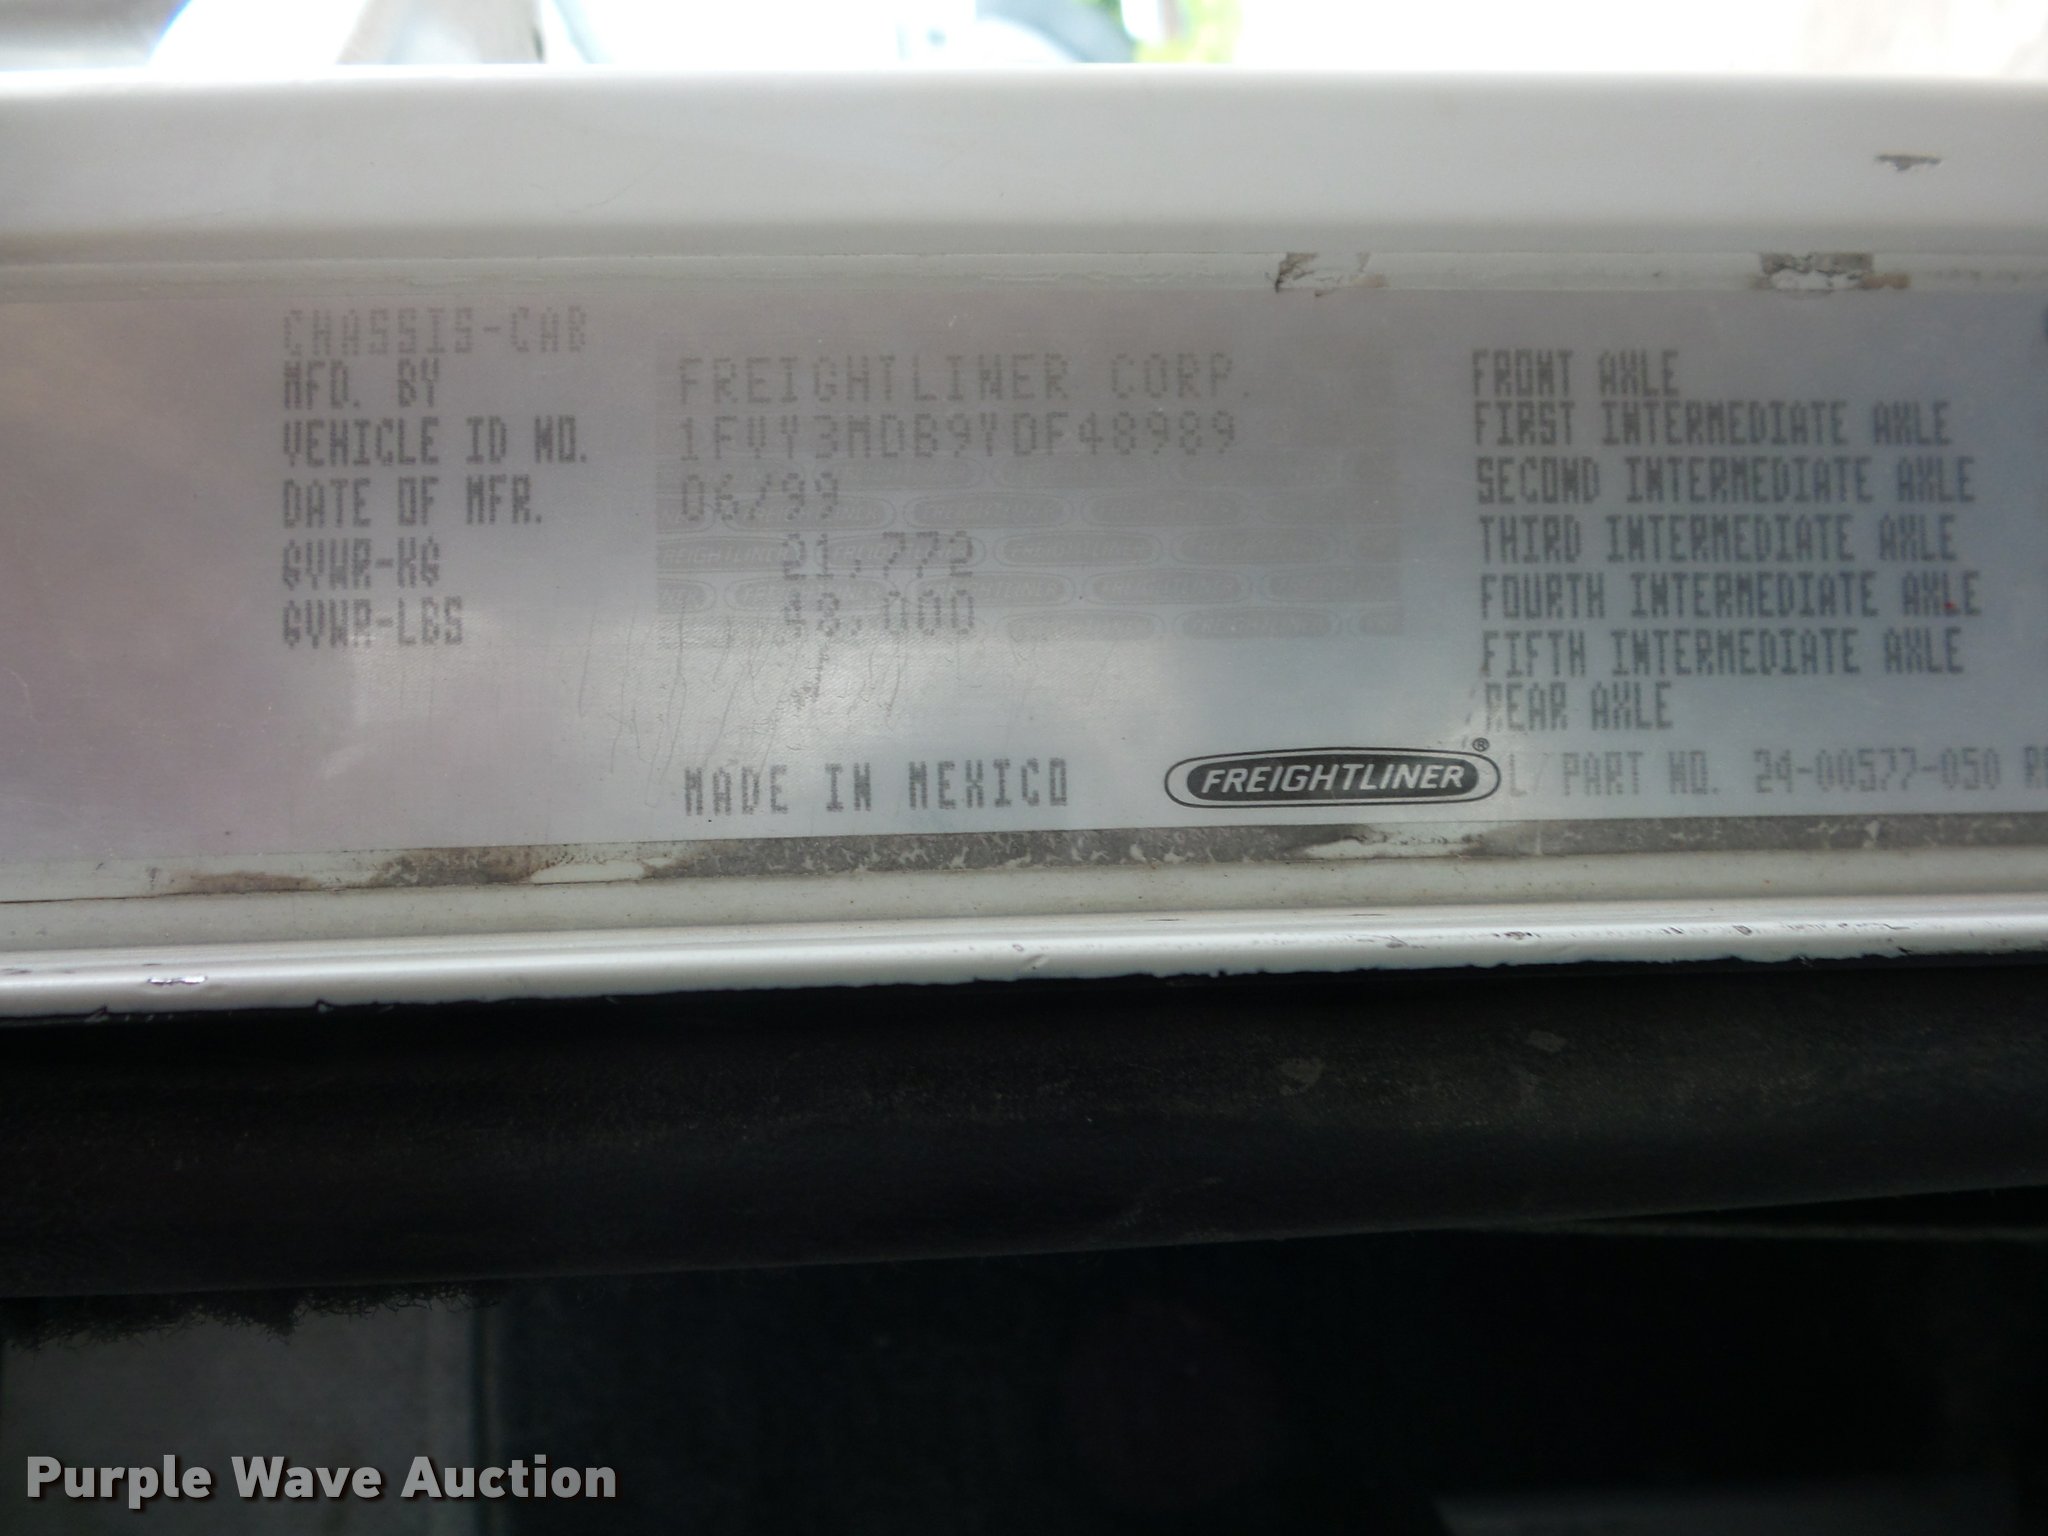 CHASSIS-CAB
MFD. BY FREIGHTLINER CORP.
VEHICLE ID NO. 1FVY3MDB9YDF48989
DATE OF MFR. 06/99
GVWR-KG 21,772
GVWR-LBS 48,000
MADE IN MEXICO
FREIGHTLINER®
FRONT AXLE
FIRST INTERMEDIATE AXLE
SECOND INTERMEDIATE AXLE
THIRD INTERMEDIATE AXLE
FOURTH INTERMEDIATE AXLE
FIFTH INTERMEDIATE AXLE
REAR AXLE
PART NO. 24-00577-050
Purple Wave Auction